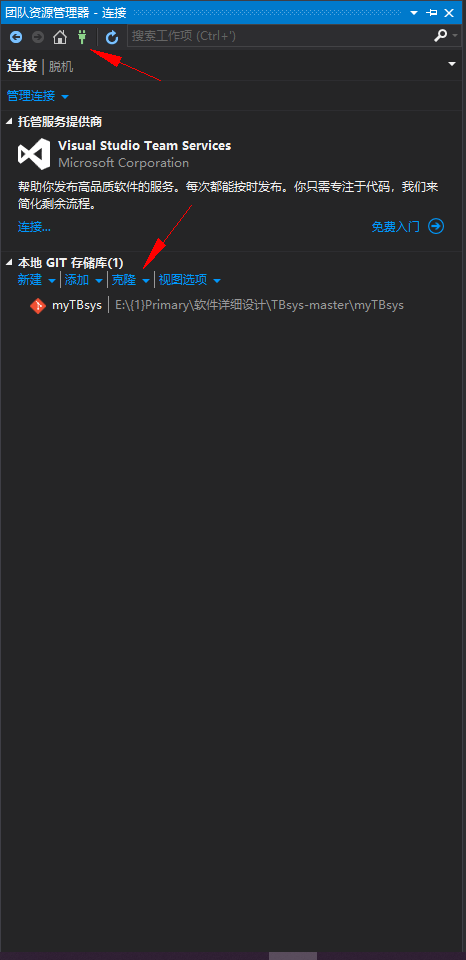 团队资源管理器 - 连接
搜索工作项 (Ctrl+')
连接 | 脱机
管理连接
托管服务提供商
Visual Studio Team Services
Microsoft Corporation
帮助你发布高品质软件的服务。每次都能按时发布。你只需专注于代码，我们来
简化剩余流程。
连接... 免费入门
本地 GIT 存储库(1)
新建 | 添加 | 克隆 | 视图选项
myTBsys | E:\{1}Primary\软件详细设计\TBsys-master\myTBsys